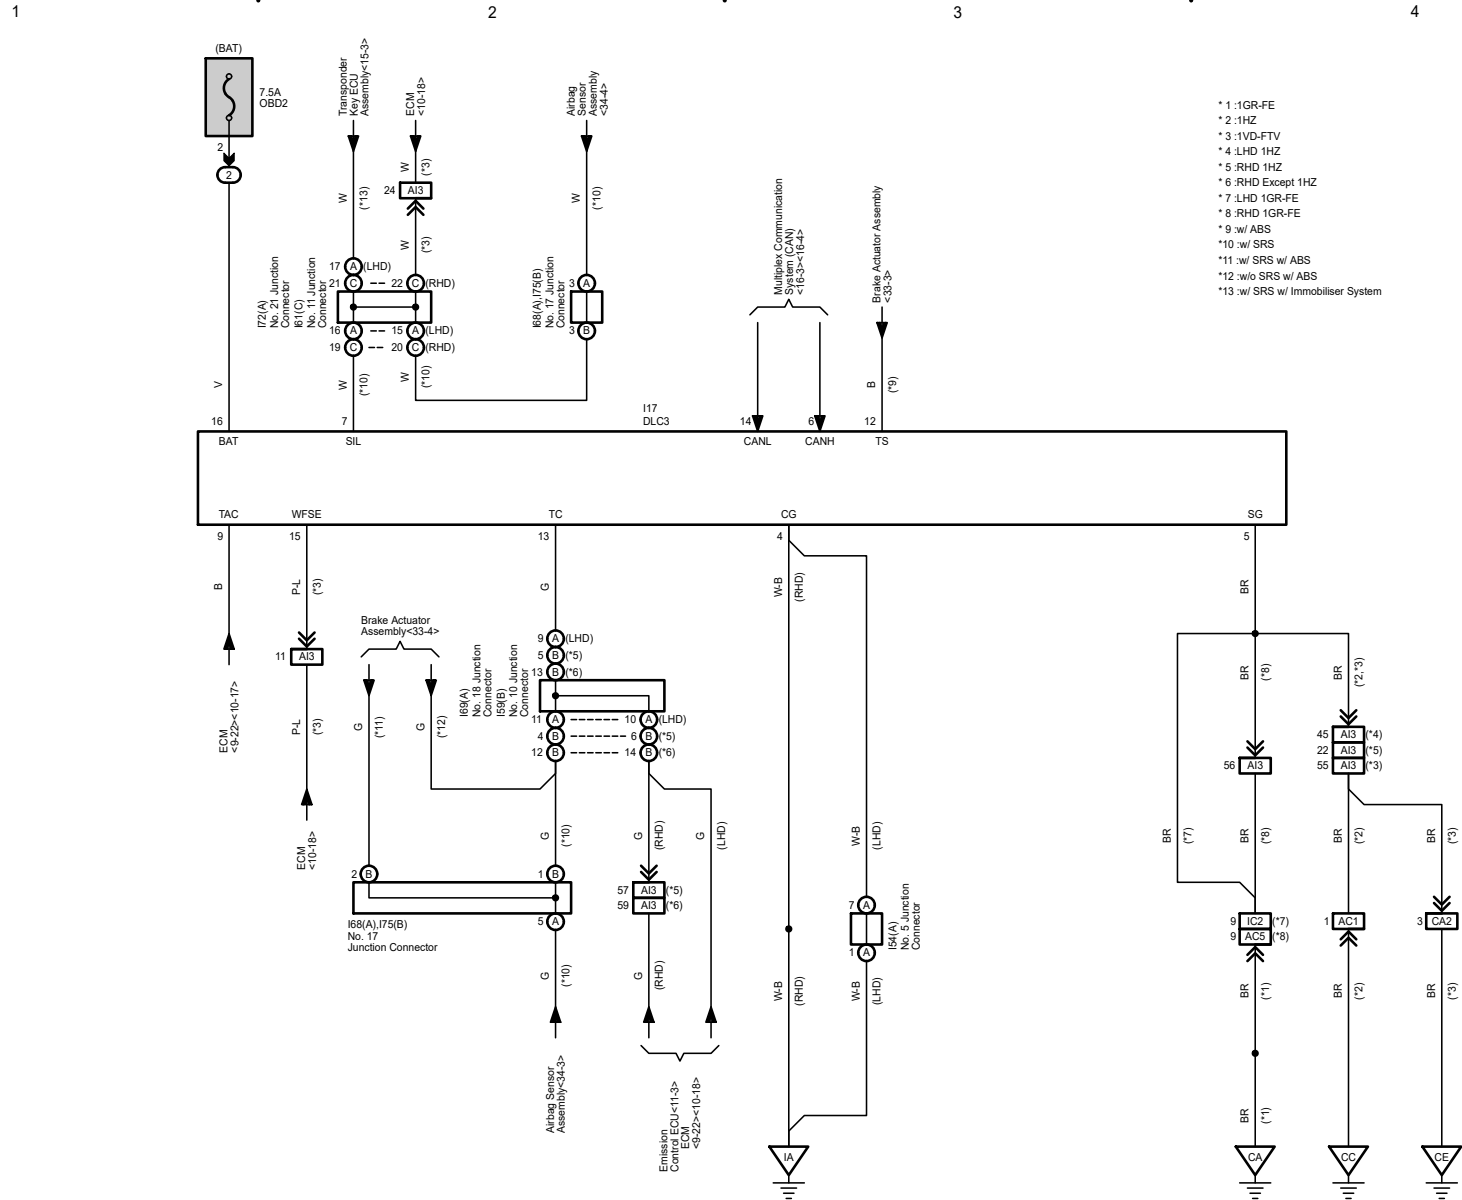 1
2
3
4
(BAT)
7.5A
OBD2
2
2
V
Transponder
Key ECU
Assembly<15-3>
ECM
<10-18>
Airbag
Sensor
Assembly
<34-4>
W
(*13)
W
(*3)
24
AI3
W
(*3)
W
(*10)
17 A (LHD)
21 C -- 22 C (RHD)
I72(A)
No. 21 Junction
Connector
I61(C)
No. 11 Junction
Connector
16 A -- 15 A (LHD)
19 C -- 20 C (RHD)
W
(*10)
W
(*10)
3 A
I68(A),I75(B)
No. 17 Junction
Connector
3 B
Multiplex Communication
System (CAN)
<16-3><16-4>
Brake Actuator Assembly
<33-3>
B
(*9)
* 1 :1GR-FE
* 2 :1HZ
* 3 :1VD-FTV
* 4 :LHD 1HZ
* 5 :RHD 1HZ
* 6 :RHD Except 1HZ
* 7 :LHD 1GR-FE
* 8 :RHD 1GR-FE
* 9 :w/ ABS
*10 :w/ SRS
*11 :w/ SRS w/ ABS
*12 :w/o SRS w/ ABS
*13 :w/ SRS w/ Immobiliser System
I17
DLC3
16
7
14
6
12
BAT
SIL
CANL
CANH
TS
TAC
WFSE
TC
CG
SG
9
15
13
4
5
B
ECM
<9-22><10-17>
P-L
(*3)
11
AI3
P-L
(*3)
ECM
<10-18>
Brake Actuator
Assembly<33-4>
G
(*11)
G
(*12)
G
9 A (LHD)
5 B (*5)
13 B (*6)
I69(A)
No. 18 Junction
Connector
I59(B)
No. 10 Junction
Connector
11 A ------- 10 A (LHD)
4 B -------- 6 B (*5)
12 B ------- 14 B (*6)
G
(*10)
G
(RHD)
G
(LHD)
2 B
1 B
5 A
I68(A),I75(B)
No. 17
Junction Connector
57 AI3 (*5)
59 AI3 (*6)
G
(*10)
G
(RHD)
Airbag Sensor
Assembly<34-3>
Emission
Control ECU<11-3>
ECM
<9-22><10-18>
W-B
(RHD)
W-B
(LHD)
7 A
I54(A)
No. 5 Junction
Connector
1 A
W-B
(RHD)
W-B
(LHD)
IA
BR
BR
(*8)
BR
(*2,*3)
45 AI3 (*4)
22 AI3 (*5)
55 AI3 (*3)
56 AI3
BR
(*7)
BR
(*8)
BR
(*2)
BR
(*3)
9 IC2 (*7)
9 AC5 (*8)
1 AC1
3 CA2
BR
(*1)
BR
(*2)
BR
(*3)
BR
(*1)
CA
CC
CE